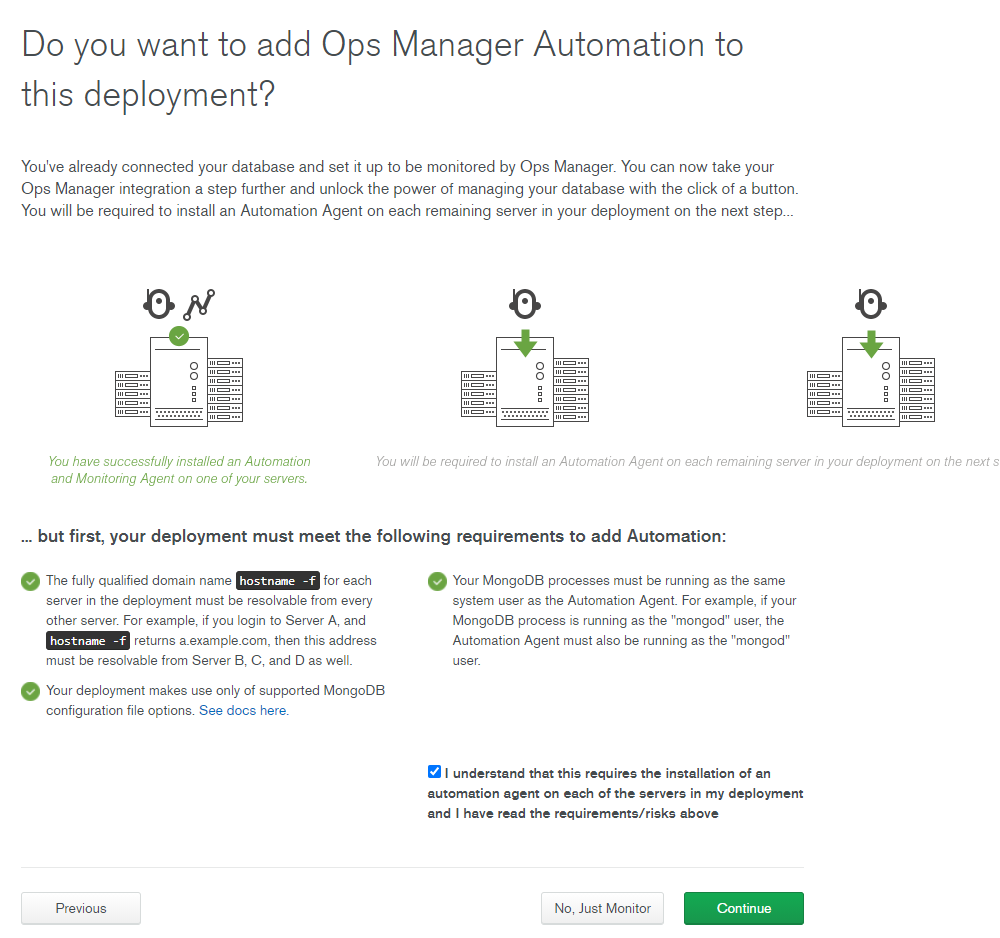 Do you want to add Ops Manager Automation to
this deployment?
You've already connected your database and set it up to be monitored by Ops Manager. You can now take your
Ops Manager integration a step further and unlock the power of managing your database with the click of a button.
You will be required to install an Automation Agent on each remaining server in your deployment on the next step...
You have successfully installed an Automation
and Monitoring Agent on one of your servers.
You will be required to install an Automation Agent on each remaining server in your deployment on the next s
... but first, your deployment must meet the following requirements to add Automation:
The fully qualified domain name hostname -f for each
server in the deployment must be resolvable from every
other server. For example, if you login to Server A, and
hostname -f returns a.example.com, then this address
must be resolvable from Server B, C, and D as well.
Your deployment makes use only of supported MongoDB
configuration file options. See docs here.
Your MongoDB processes must be running as the same
system user as the Automation Agent. For example, if your
MongoDB process is running as the "mongod" user, the
Automation Agent must also be running as the "mongod"
user.
I understand that this requires the installation of an
automation agent on each of the servers in my deployment
and I have read the requirements/risks above
Previous
No, Just Monitor
Continue